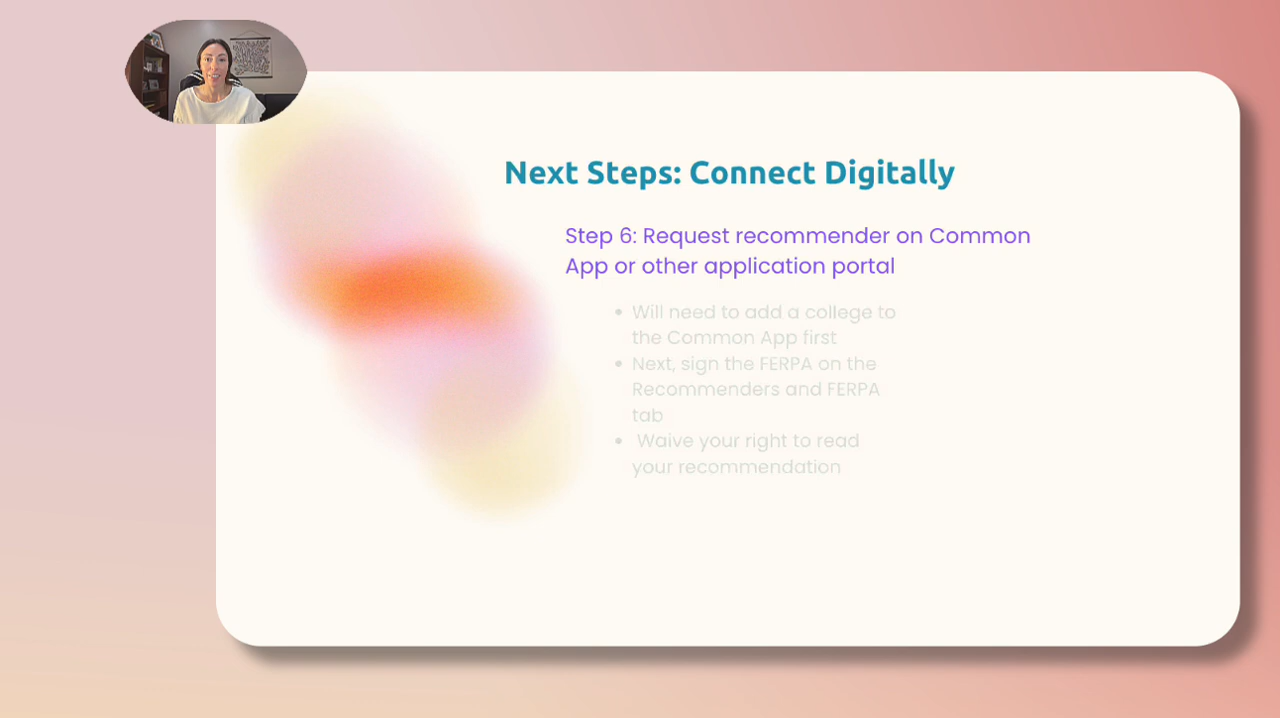 Next Steps: Connect Digitally
Step 6: Request recommender on Common
App or other application portal
• Will need to add a college to
the Common App first
• Next, sign the FERPA on the
Recommenders and FERPA
tab
• Waive your right to read
your recommendation